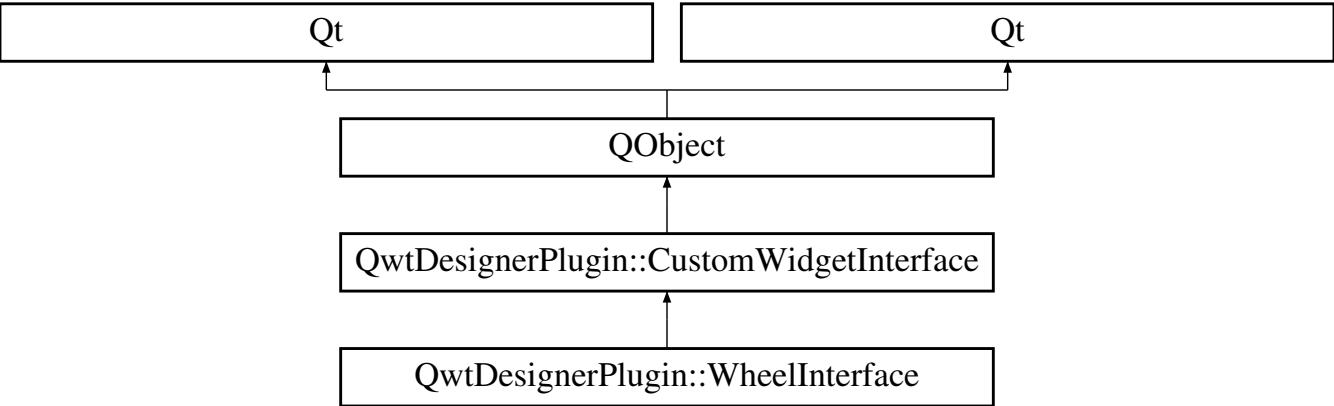 Qt
Qt
QObject
QwtDesignerPlugin::CustomWidgetInterface
QwtDesignerPlugin::WheelInterface